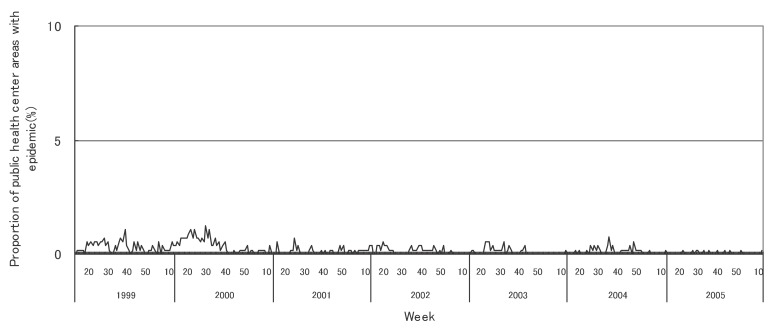 Proportion of public health center areas with
epidemic(%)
10
5
0
20 30 40 50 10 20 30 40 50 10 20 30 40 50 10 20 30 40 50 10 20 30 40 50 10 20 30 40 50 10 20 30 40 50 10
1999 2000 2001 2002 2003 2004 2005
Week